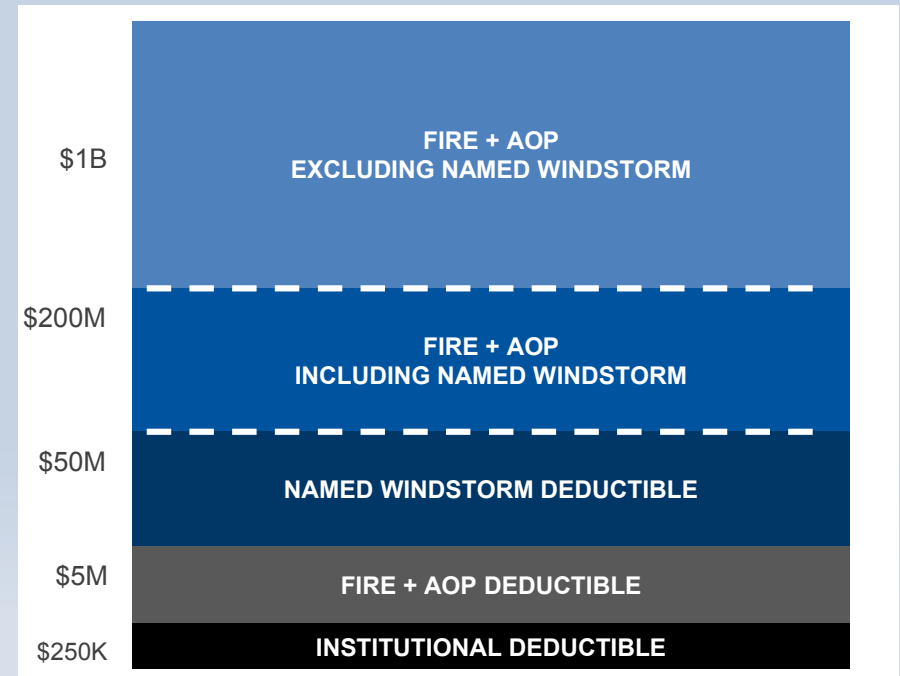 $1B
FIRE + AOP
EXCLUDING NAMED WINDSTORM
$200M
FIRE + AOP
INCLUDING NAMED WINDSTORM
$50M
NAMED WINDSTORM DEDUCTIBLE
$5M
FIRE + AOP DEDUCTIBLE
$250K
INSTITUTIONAL DEDUCTIBLE